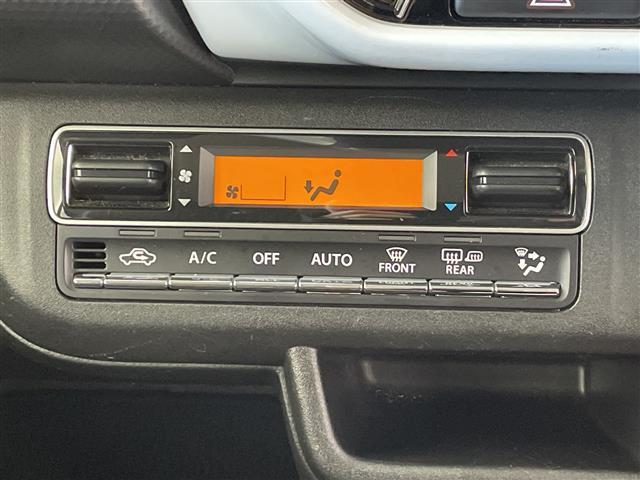 A/C OFF AUTO FRONT REAR